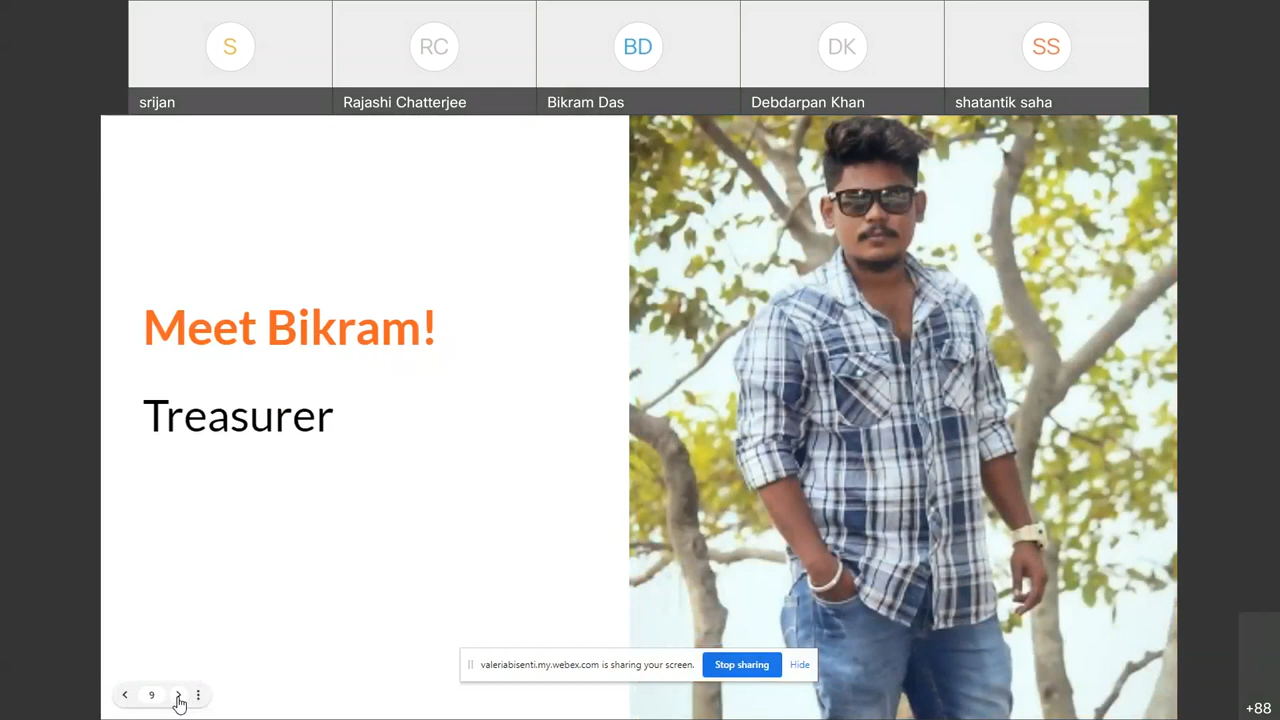 S
RC
BD
DK
SS
srijan
Rajashi Chatterjee
Bikram Das
Debdarpan Khan
shatantik saha
Meet Bikram!
Treasurer
valeriabisenti.my.webex.com is sharing your screen.
Stop sharing
Hide
9
+88